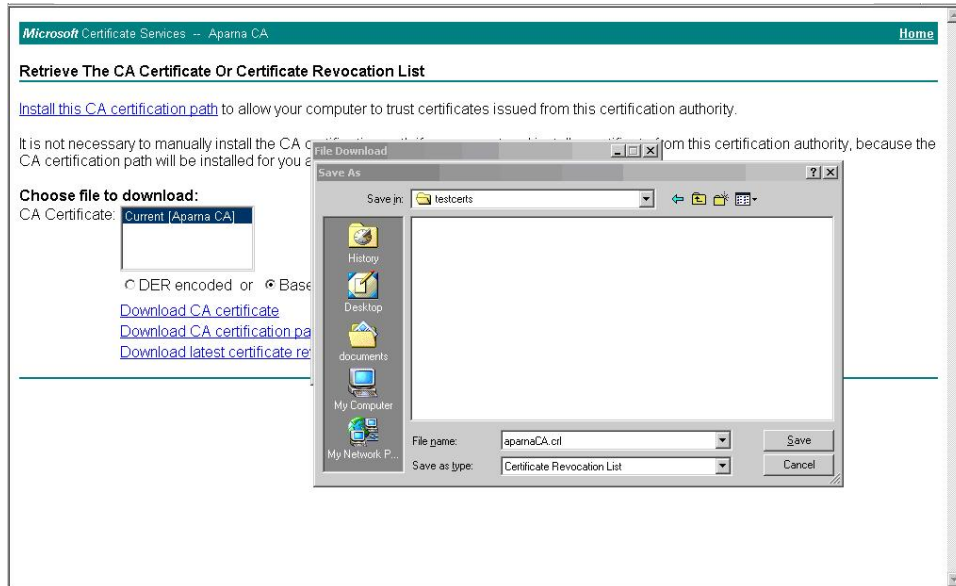 Microsoft Certificate Services -- Aparna CA
Home
Retrieve The CA Certificate Or Certificate Revocation List
Install this CA certification path to allow your computer to trust certificates issued from this certification authority.
It is not necessary to manually install the CA
from this certification authority, because the
CA certification path will be installed for you
Choose file to download:
CA Certificate:
Current [Aparna CA]
DER encoded or Base
Download CA certificate
Download CA certification pa
Download latest certificate re
File Download
Save As
Save in:
testcerts
History
Desktop
documents
My Computer
My Network P...
File name:
aparnaCA.crl
Save
Save as type:
Certificate Revocation List
Cancel